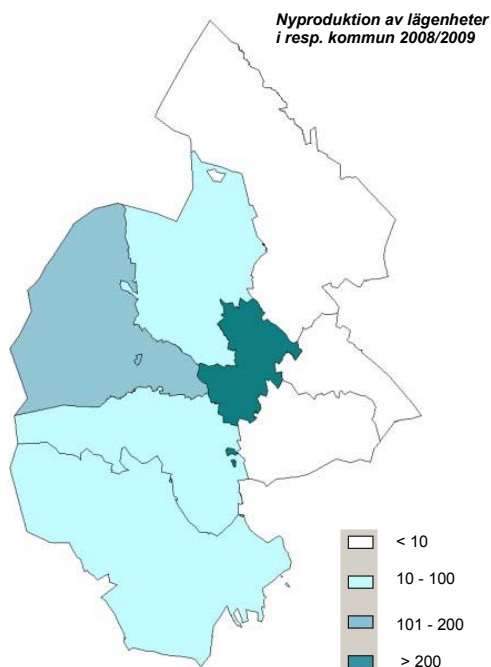 Nyproduktion av lägenheter
i resp. kommun 2008/2009
< 10
10 - 100
101 - 200
> 200